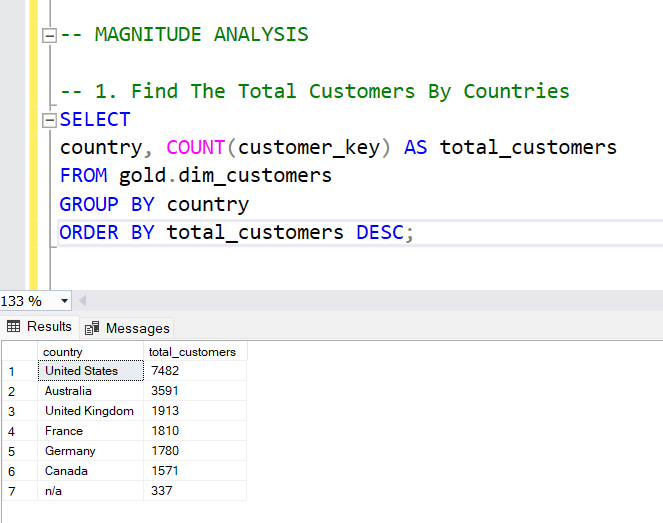 -- MAGNITUDE ANALYSIS
-- 1. Find The Total Customers By Countries
SELECT
country, COUNT(customer_key) AS total_customers
FROM gold.dim_customers
GROUP BY country
ORDER BY total_customers DESC;
133 %
Results Messages
country total_customers
1 United States 7482
2 Australia 3591
3 United Kingdom 1913
4 France 1810
5 Germany 1780
6 Canada 1571
7 n/a 337